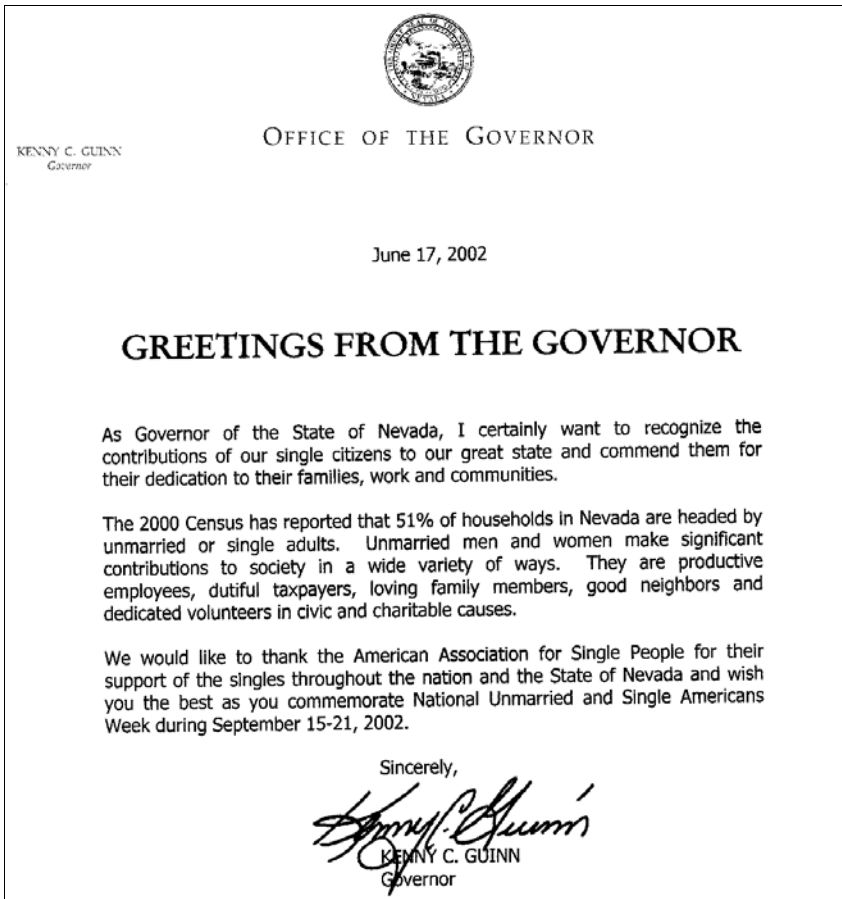 OFFICE OF THE GOVERNOR
KENNY C. GUINN
Governor
June 17, 2002
GREETINGS FROM THE GOVERNOR
As Governor of the State of Nevada, I certainly want to recognize the
contributions of our single citizens to our great state and commend them for
their dedication to their families, work and communities.
The 2000 Census has reported that 51% of households in Nevada are headed by
unmarried or single adults. Unmarried men and women make significant
contributions to society in a wide variety of ways. They are productive
employees, dutiful taxpayers, loving family members, good neighbors and
dedicated volunteers in civic and charitable causes.
We would like to thank the American Association for Single People for their
support of the singles throughout the nation and the State of Nevada and wish
you the best as you commemorate National Unmarried and Single Americans
Week during September 15-21, 2002.
Sincerely,
Kenny C. Guinn
KENNY C. GUINN
Governor